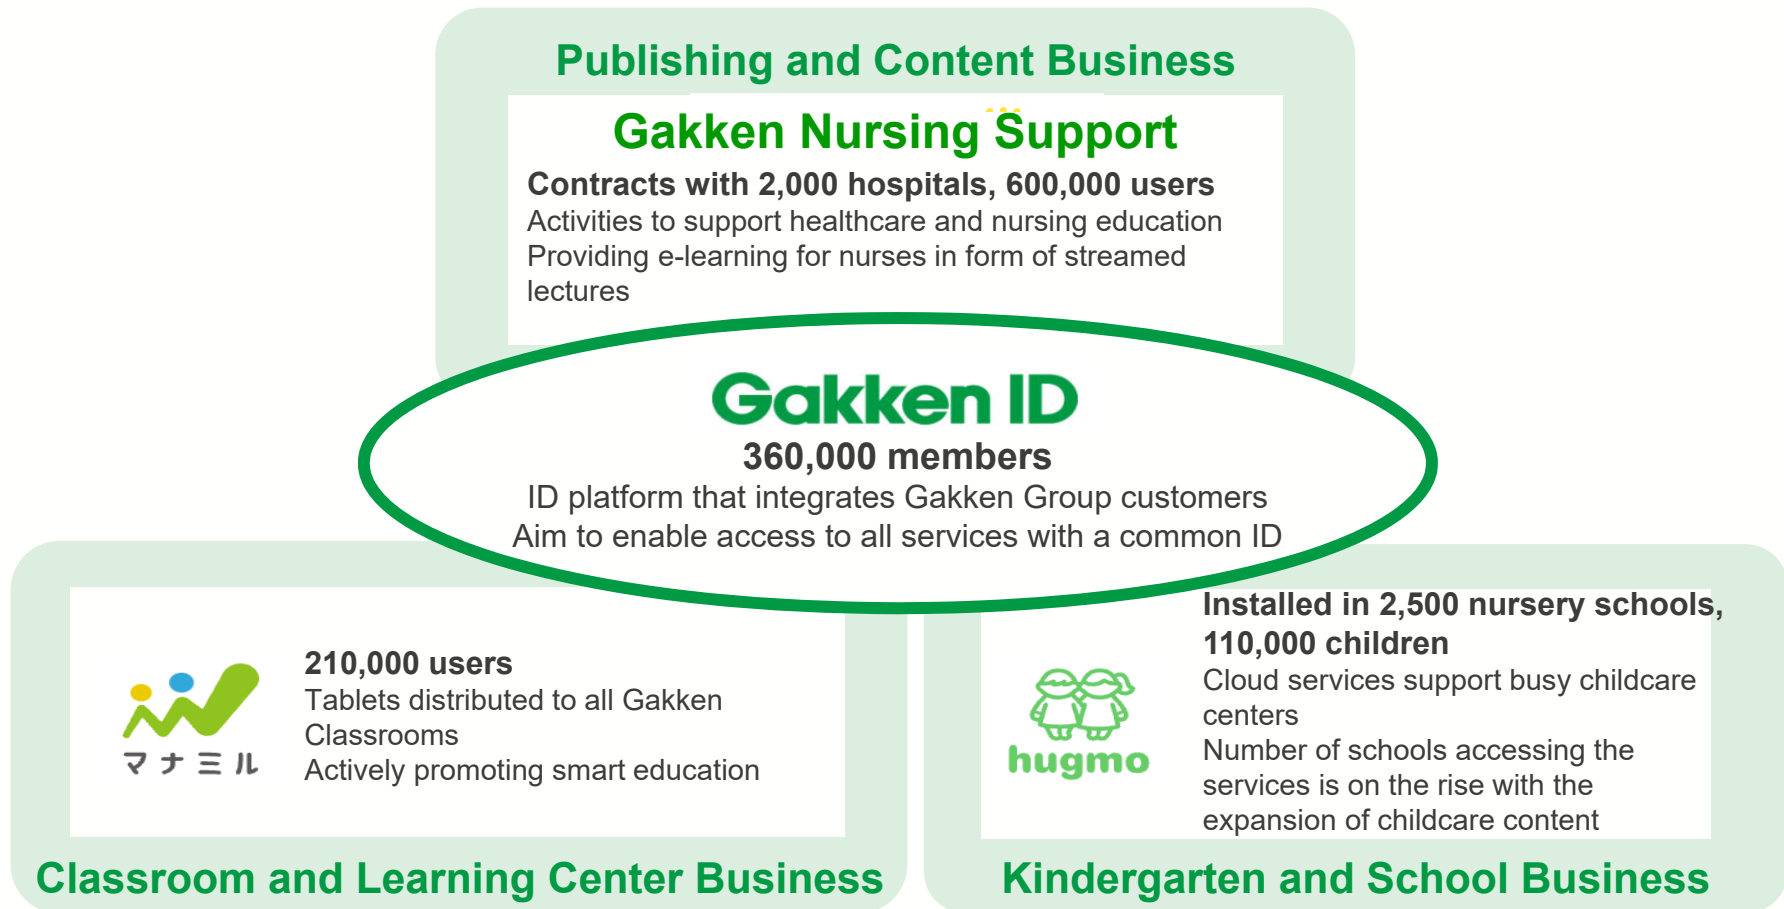 Publishing and Content Business
Gakken Nursing Support
Contracts with 2,000 hospitals, 600,000 users
Activities to support healthcare and nursing education
Providing e-learning for nurses in form of streamed
lectures
Gakken ID
360,000 members
ID platform that integrates Gakken Group customers
Aim to enable access to all services with a common ID
マナミル
210,000 users
Tablets distributed to all Gakken
Classrooms
Actively promoting smart education
Classroom and Learning Center Business
hugmo
Installed in 2,500 nursery schools,
110,000 children
Cloud services support busy childcare
centers
Number of schools accessing the
services is on the rise with the
expansion of childcare content
Kindergarten and School Business